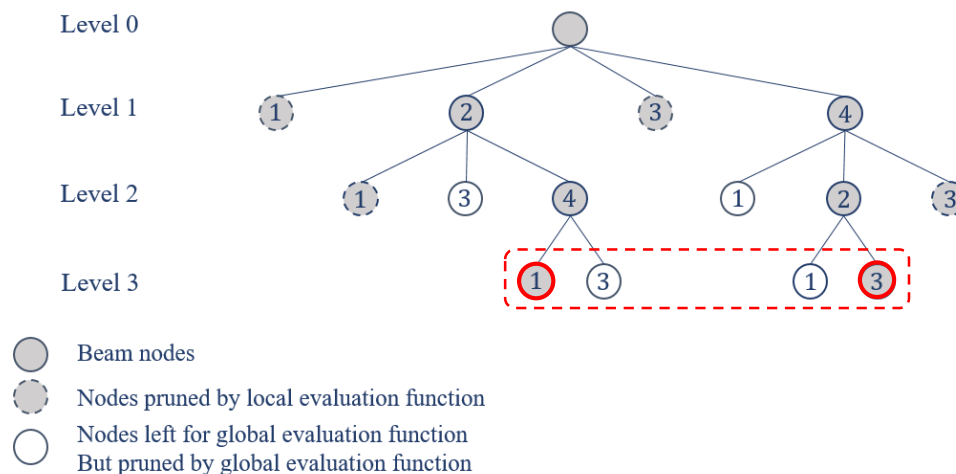 Level 0
Level 1
1 2 3 4
Level 2
1 3 4 1 2 3
Level 3
1 3 1 3
Beam nodes
Nodes pruned by local evaluation function
Nodes left for global evaluation function
But pruned by global evaluation function